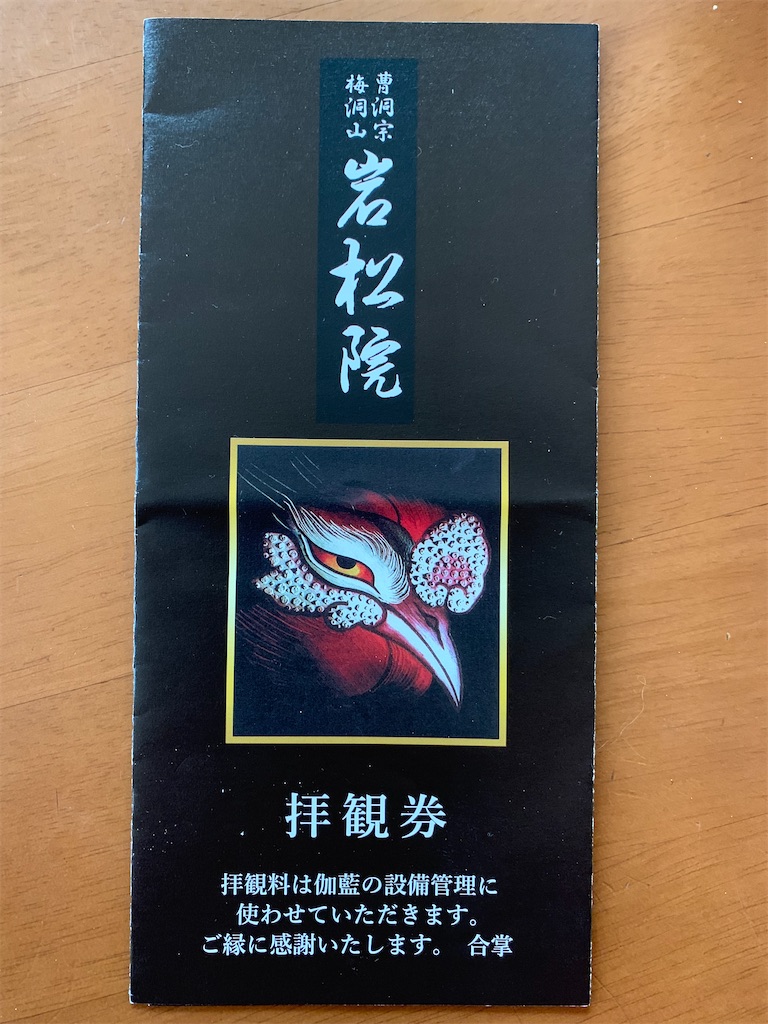 曹洞宗
梅洞山
岩松院
拝観券
拝観料は伽藍の設備管理に
使わせていただきます。
ご縁に感謝いたします。 合掌